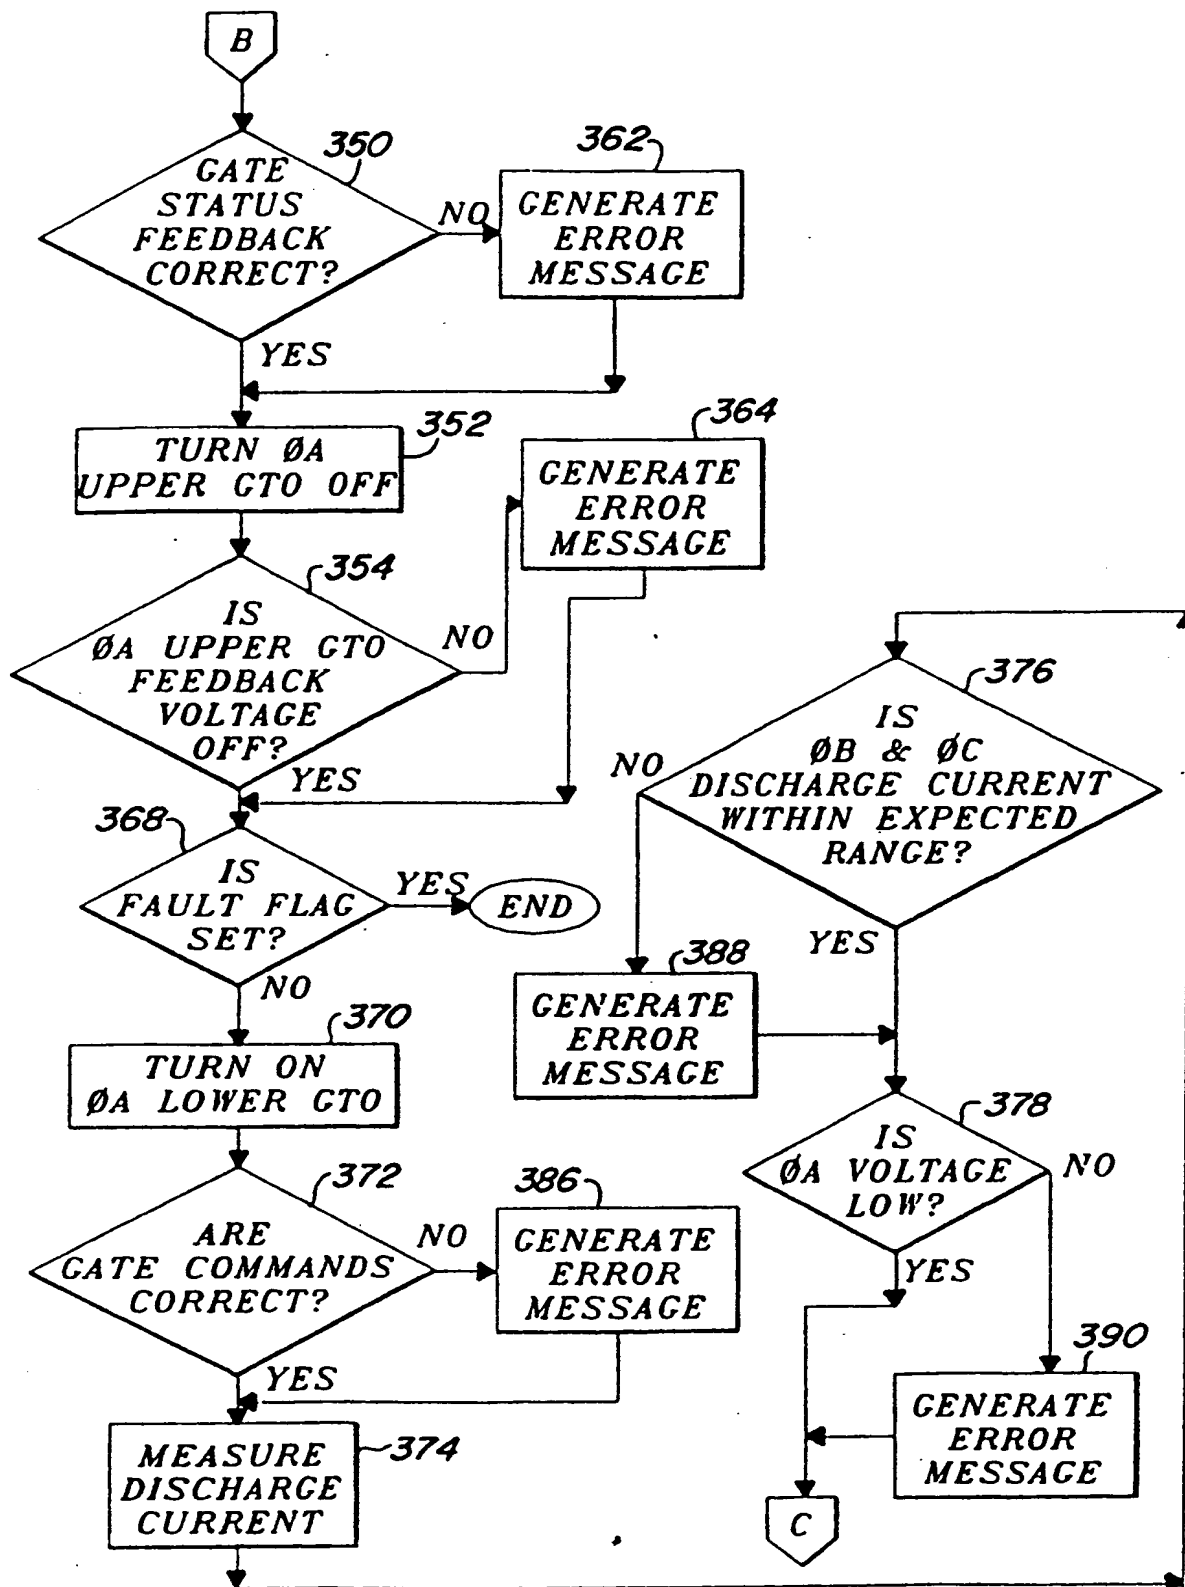 B
350
GATE
STATUS
FEEDBACK
CORRECT?
NO
YES
362
GENERATE
ERROR
MESSAGE
352
TURN ØA
UPPER GTO OFF
364
GENERATE
ERROR
MESSAGE
354
IS
ØA UPPER GTO
FEEDBACK
VOLTAGE
OFF?
NO
YES
368
IS
FAULT FLAG
SET?
YES
END
NO
370
TURN ON
ØA LOWER GTO
372
ARE
GATE COMMANDS
CORRECT?
NO
YES
386
GENERATE
ERROR
MESSAGE
374
MEASURE
DISCHARGE
CURRENT
376
IS
ØB & ØC
DISCHARGE CURRENT
WITHIN EXPECTED
RANGE?
NO
YES
388
GENERATE
ERROR
MESSAGE
378
IS
ØA VOLTAGE
LOW?
NO
YES
390
GENERATE
ERROR
MESSAGE
C